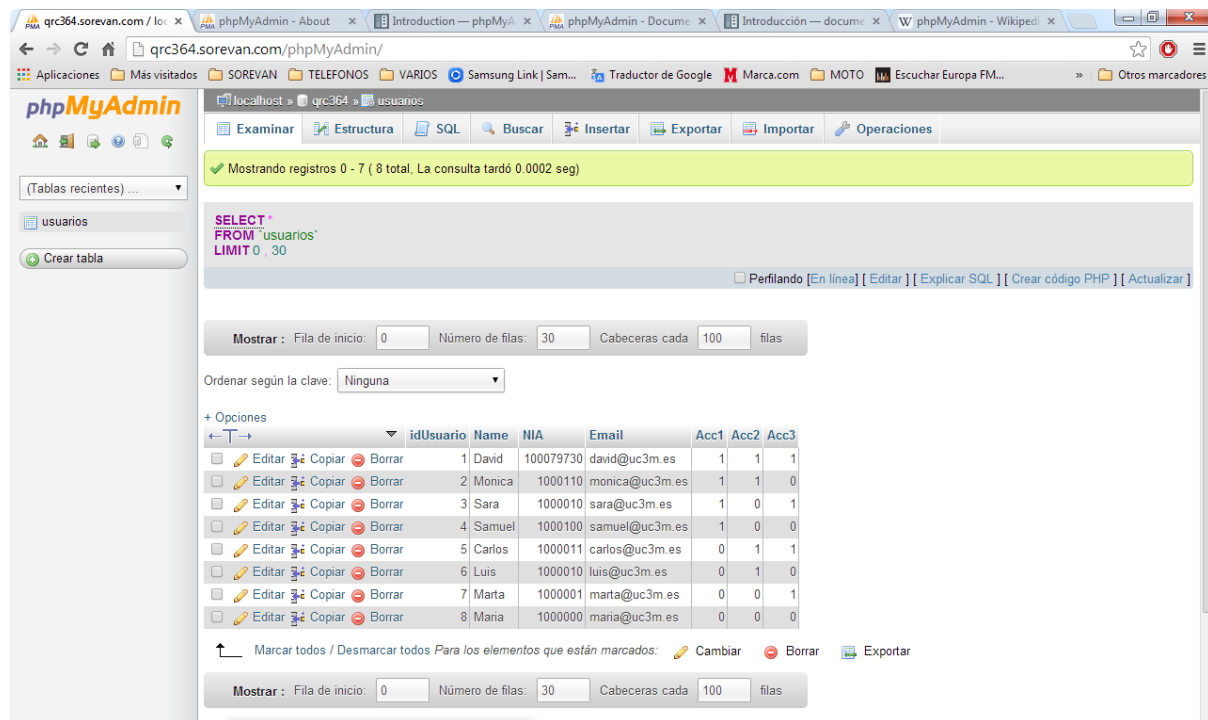 qrc364.sorevan.com / loc
phpMyAdmin - About
Introduction — phpMyA
phpMyAdmin - Docume
Introducción — docume
phpMyAdmin - Wikipedi
qrc364.sorevan.com/phpMyAdmin/
Aplicaciones Más visitados SOREVAN TELEFONOS VARIOS Samsung Link | Sam... Traductor de Google Marca.com MOTO Escuchar Europa FM... » Otros marcadores
phpMyAdmin
(Tablas recientes) ...
usuarios
Crear tabla
localhost » qrc364 » usuarios
Examinar Estructura SQL Buscar Insertar Exportar Importar Operaciones
Mostrando registros 0 - 7 ( 8 total, La consulta tardó 0.0002 seg)
SELECT *
FROM `usuarios`
LIMIT 0 , 30
Perfilando [En línea] [ Editar ] [ Explicar SQL ] [ Crear código PHP ] [ Actualizar ]
Mostrar : Fila de inicio: 0 Número de filas: 30 Cabeceras cada 100 filas
Ordenar según la clave: Ninguna
+ Opciones
←T→ idUsuario Name NIA Email Acc1 Acc2 Acc3
Editar Copiar Borrar 1 David 100079730 david@uc3m.es 1 1 1
Editar Copiar Borrar 2 Monica 1000110 monica@uc3m.es 1 1 0
Editar Copiar Borrar 3 Sara 1000010 sara@uc3m.es 1 0 1
Editar Copiar Borrar 4 Samuel 1000100 samuel@uc3m.es 1 0 0
Editar Copiar Borrar 5 Carlos 1000011 carlos@uc3m.es 0 1 1
Editar Copiar Borrar 6 Luis 1000010 luis@uc3m.es 0 1 0
Editar Copiar Borrar 7 Marta 1000001 marta@uc3m.es 0 0 1
Editar Copiar Borrar 8 Maria 1000000 maria@uc3m.es 0 0 0
Marcar todos / Desmarcar todos Para los elementos que están marcados: Cambiar Borrar Exportar
Mostrar : Fila de inicio: 0 Número de filas: 30 Cabeceras cada 100 filas